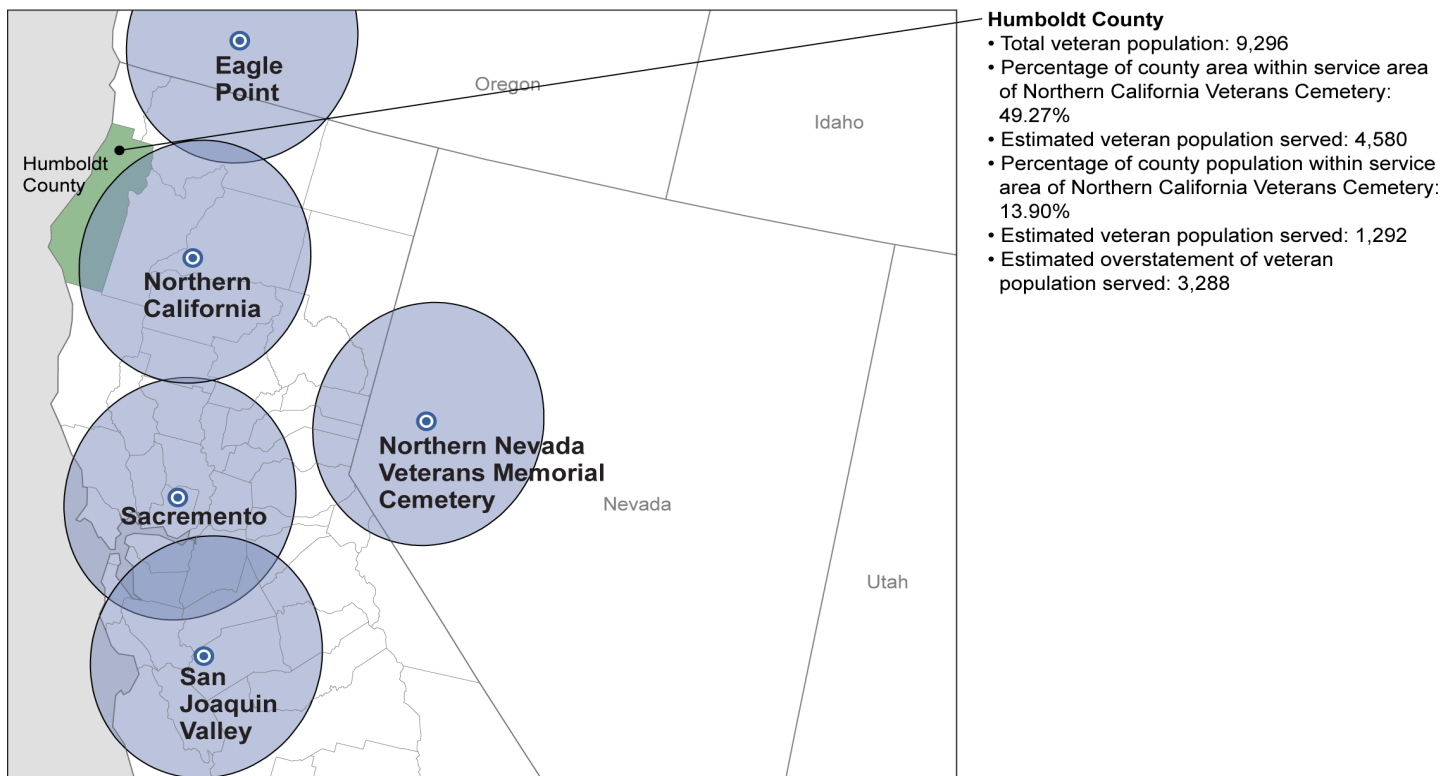 Humboldt County
• Total veteran population: 9,296
• Percentage of county area within service area
of Northern California Veterans Cemetery:
49.27%
• Estimated veteran population served: 4,580
• Percentage of county population within service
area of Northern California Veterans Cemetery:
13.90%
• Estimated veteran population served: 1,292
• Estimated overstatement of veteran
population served: 3,288
Eagle
Point
Oregon
Idaho
Humboldt
County
Northern
California
Northern Nevada
Veterans Memorial
Cemetery
Nevada
Sacremento
Utah
San
Joaquin
Valley